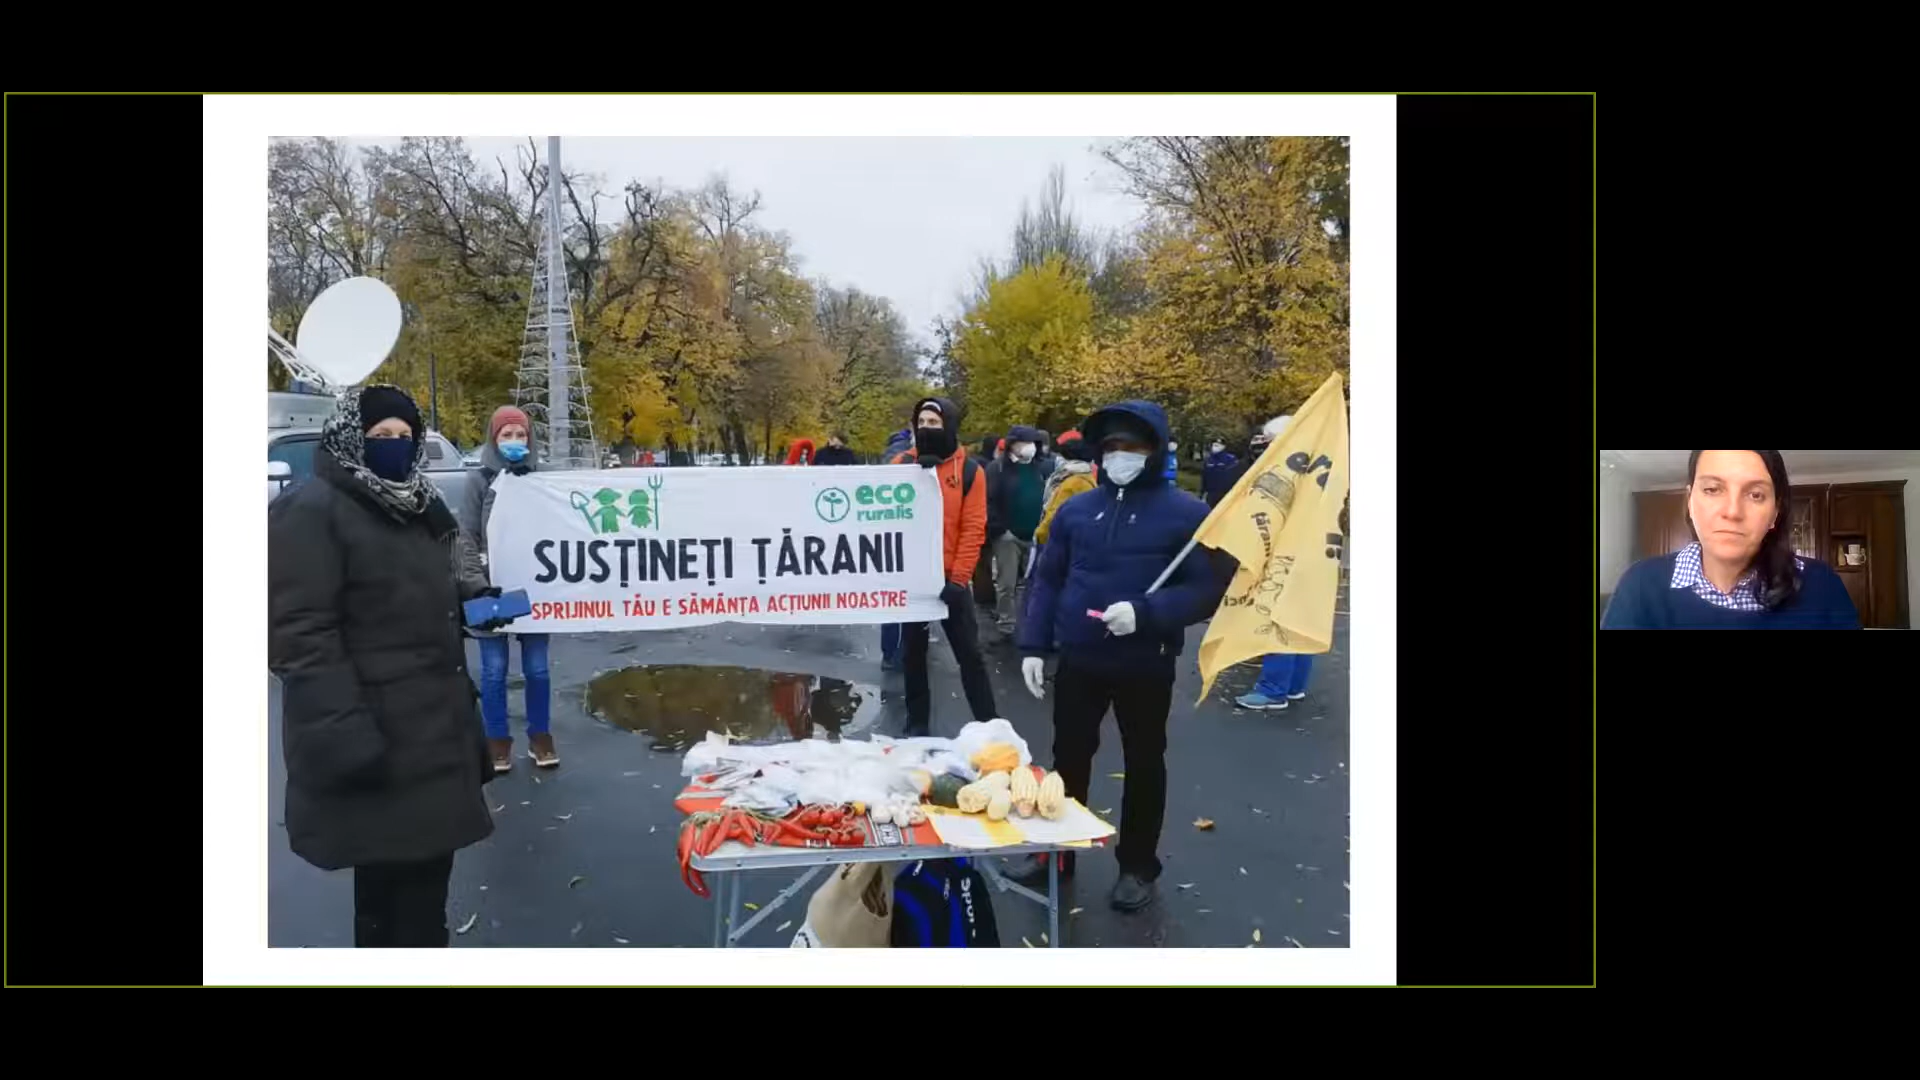 eco
ruralis
SUSȚINEȚI ȚĂRANII
SPRIJINUL TĂU E SĂMÂNȚA ACȚIUNII NOASTRE